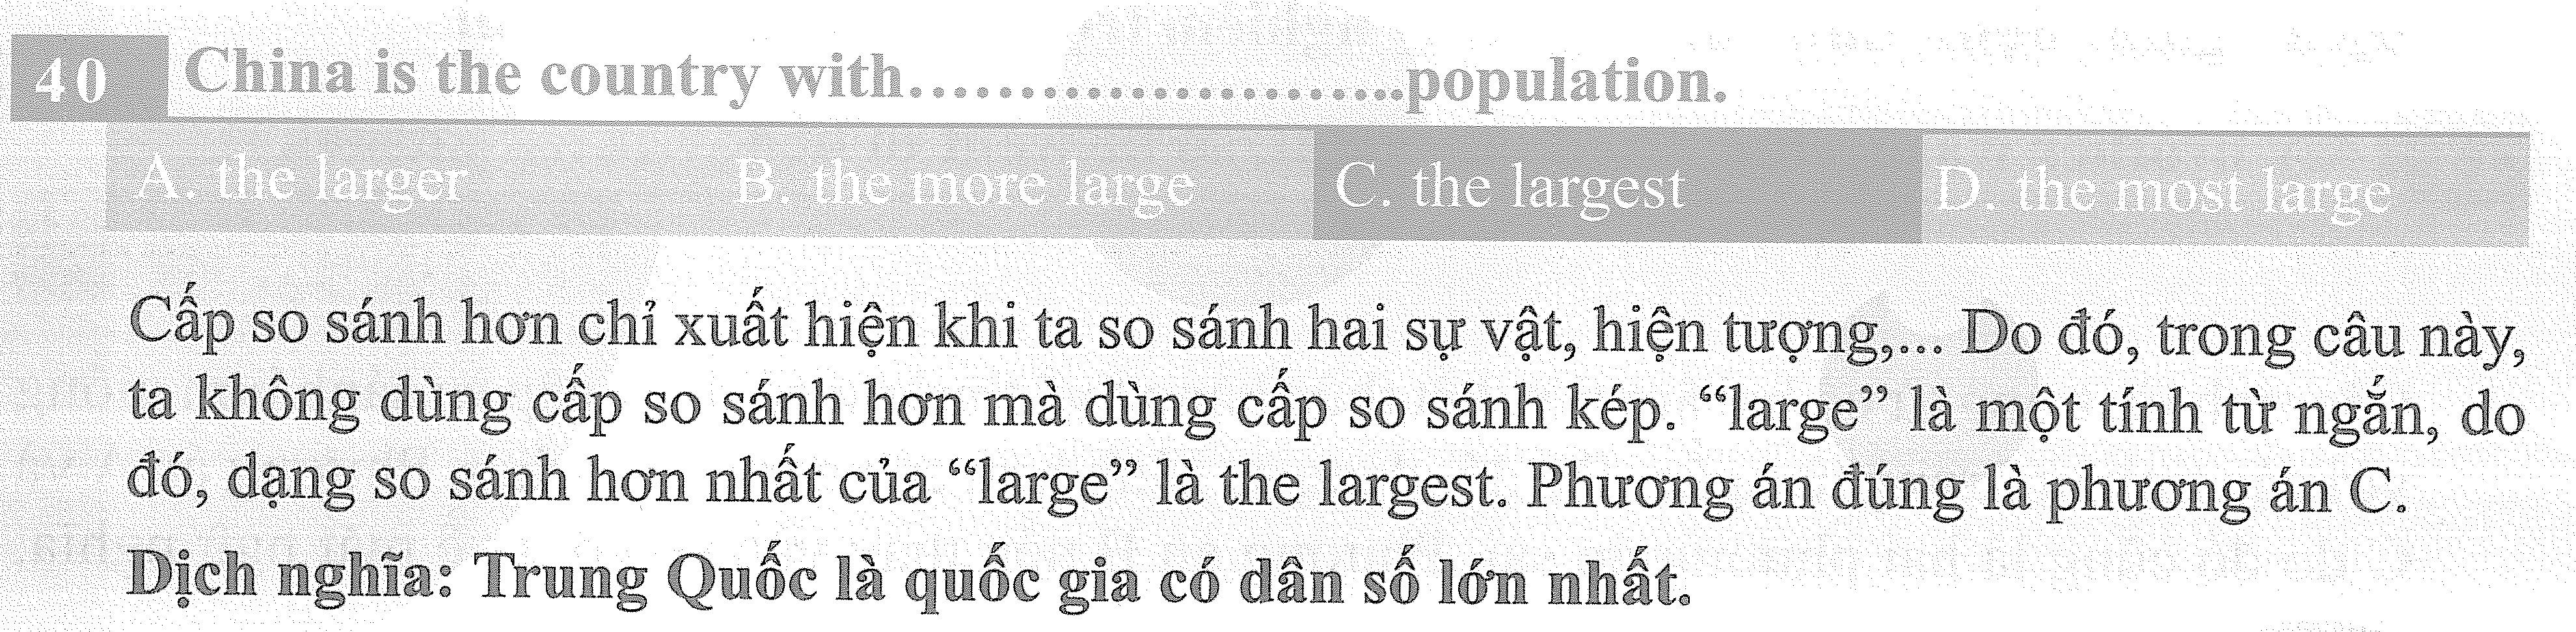 40 China is the country with........................population.
A. the larger B. the more large C. the largest D. the most large
Cấp so sánh hơn chỉ xuất hiện khi ta so sánh hai sự vật, hiện tượng,... Do đó, trong câu này,
ta không dùng cấp so sánh hơn mà dùng cấp so sánh kép. “large” là một tính từ ngắn, do
đó, dạng so sánh hơn nhất của “large” là the largest. Phương án đúng là phương án C.
Dịch nghĩa: Trung Quốc là quốc gia có dân số lớn nhất.